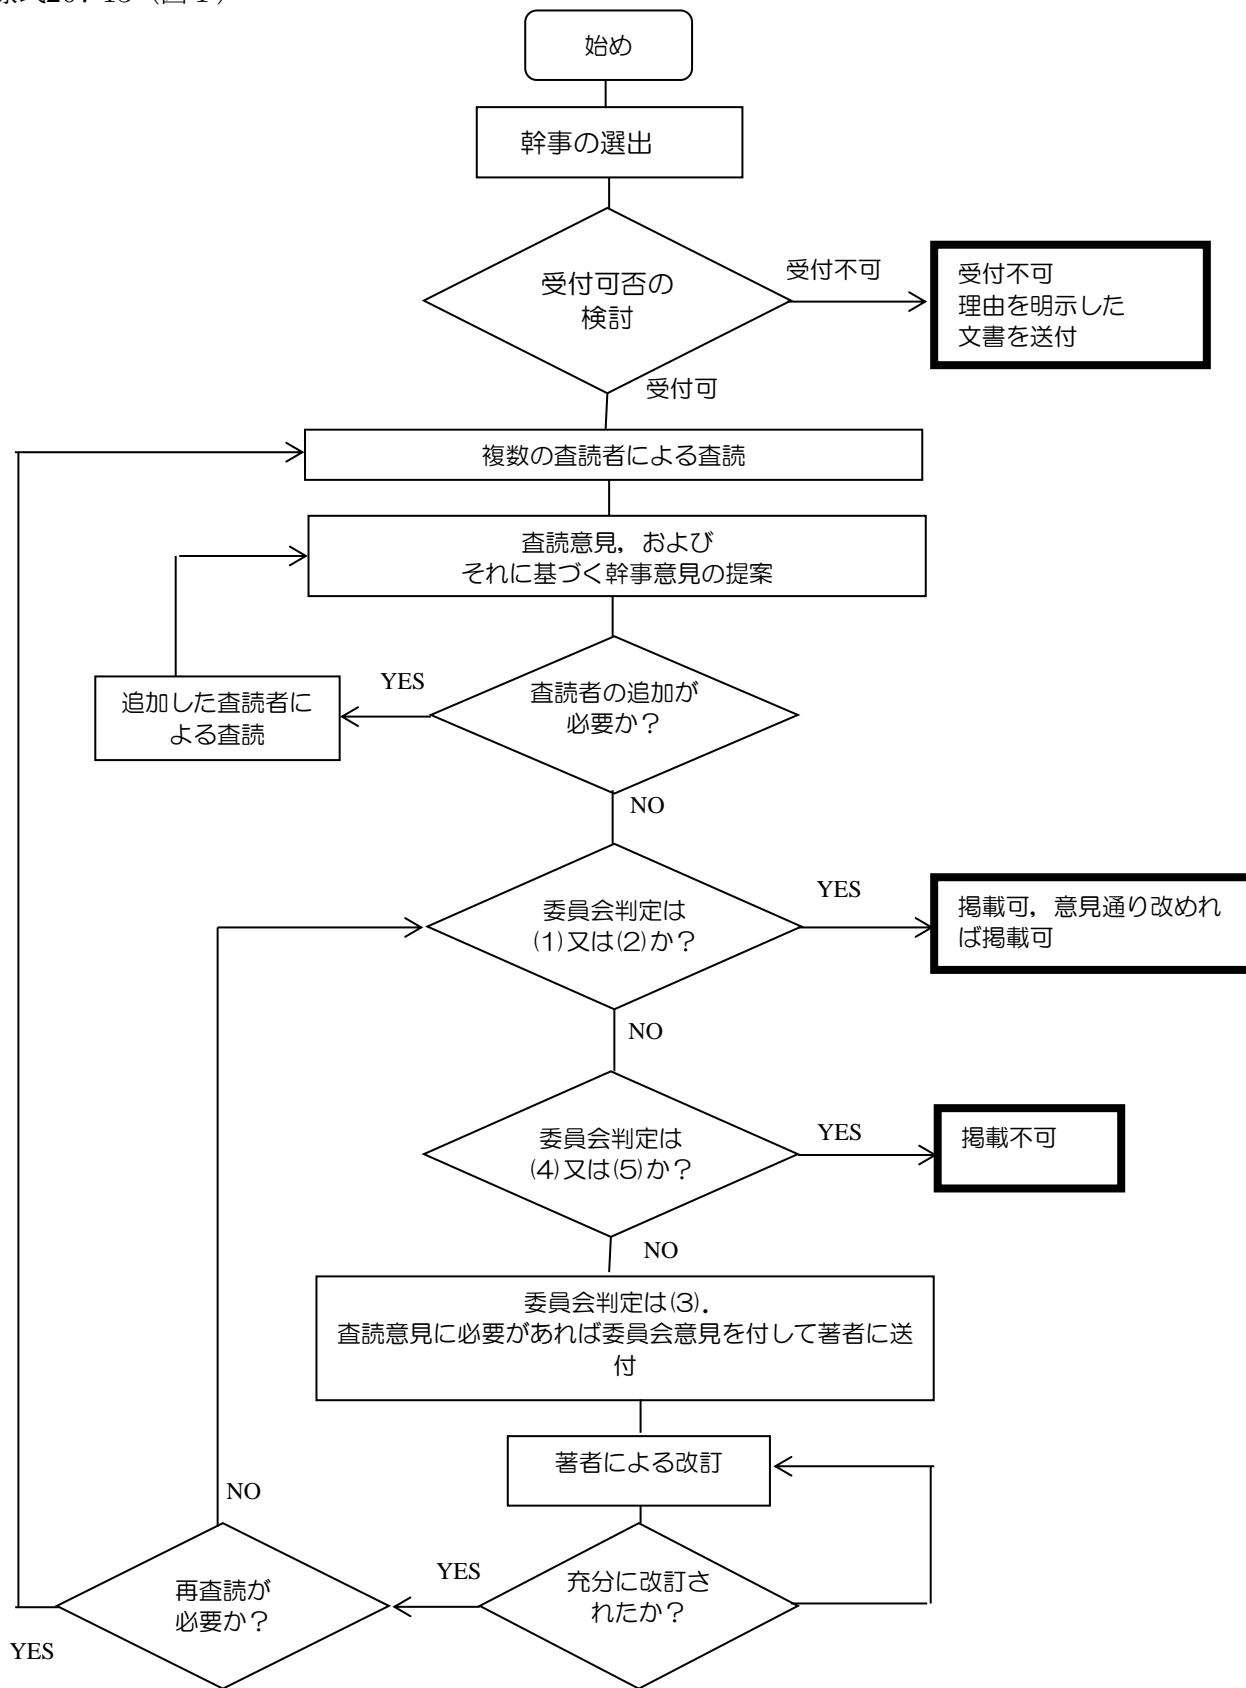 始め
幹事の選出
受付可否の
検討
受付不可
受付不可
理由を明示した
文書を送付
受付可
複数の査読者による査読
査読意見，および
それに基づく幹事意見の提案
査読者の追加が
必要か？
YES
追加した査読者に
よる査読
NO
委員会判定は
(1)又は(2)か？
YES
掲載可，意見通り改めれ
ば掲載可
NO
委員会判定は
(4)又は(5)か？
YES
掲載不可
NO
委員会判定は(3)．
査読意見に必要があれば委員会意見を付して著者に送
付
著者による改訂
充分に改訂さ
れたか？
YES
再査読が
必要か？
NO
YES